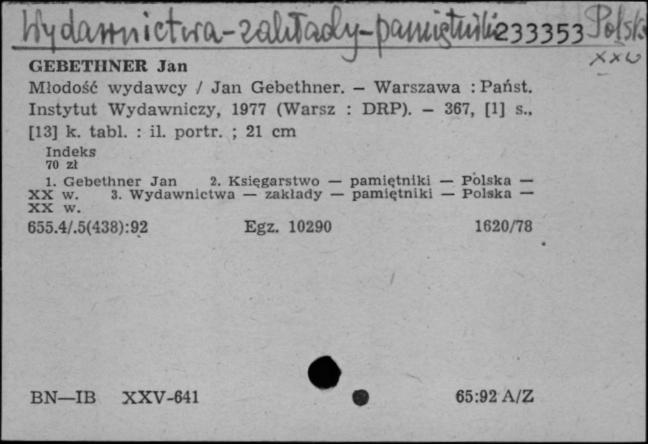 Wydawnictwa-zakłady-pamiętniki 233353 Polska
XX w
GEBETHNER Jan
Młodość wydawcy / Jan Gebethner. — Warszawa : Państ.
Instytut Wydawniczy, 1977 (Warsz : DRP). — 367, [1] s.,
[13] k. tabl. : il. portr. ; 21 cm
Indeks
70 zł
1. Gebethner Jan 2. Księgarstwo — pamiętniki — Polska —
XX w. 3. Wydawnictwa — zakłady — pamiętniki — Polska —
XX w.
655.4/.5(438):92 Egz. 10290 1620/78
BN—IB XXV-641 65:92 A/Z